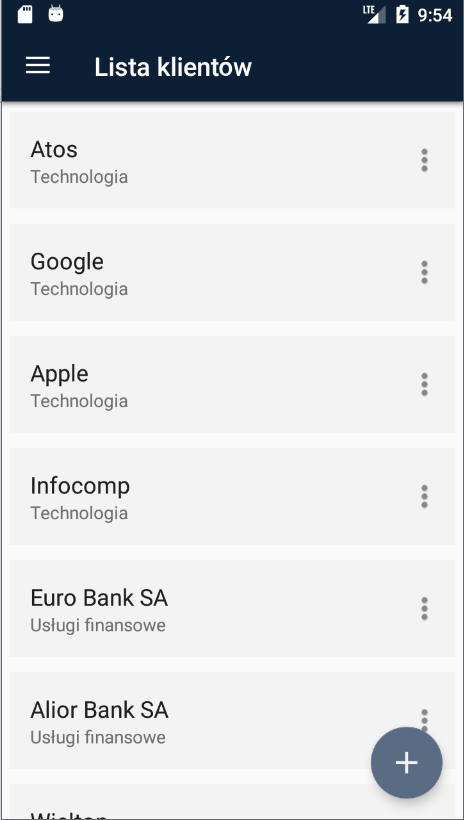 LTE 9:54
Lista klientów
Atos
Technologia
Google
Technologia
Apple
Technologia
Infocomp
Technologia
Euro Bank SA
Usługi finansowe
Alior Bank SA
Usługi finansowe